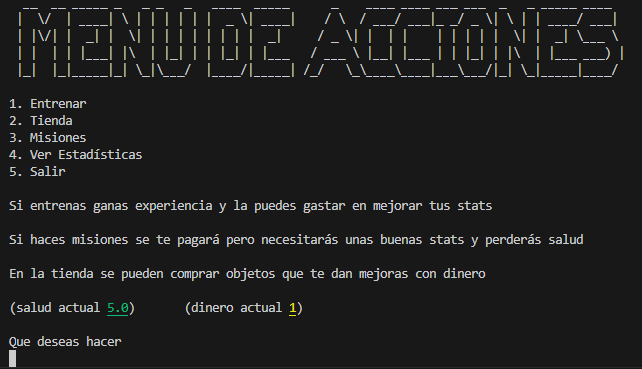 MENU DE ACCIONES
1. Entrenar
2. Tienda
3. Misiones
4. Ver Estadísticas
5. Salir
Si entrenas ganas experiencia y la puedes gastar en mejorar tus stats
Si haces misiones se te pagará pero necesitarás unas buenas stats y perderás salud
En la tienda se pueden comprar objetos que te dan mejoras con dinero
(salud actual 5.0) (dinero actual 1)
Que deseas hacer